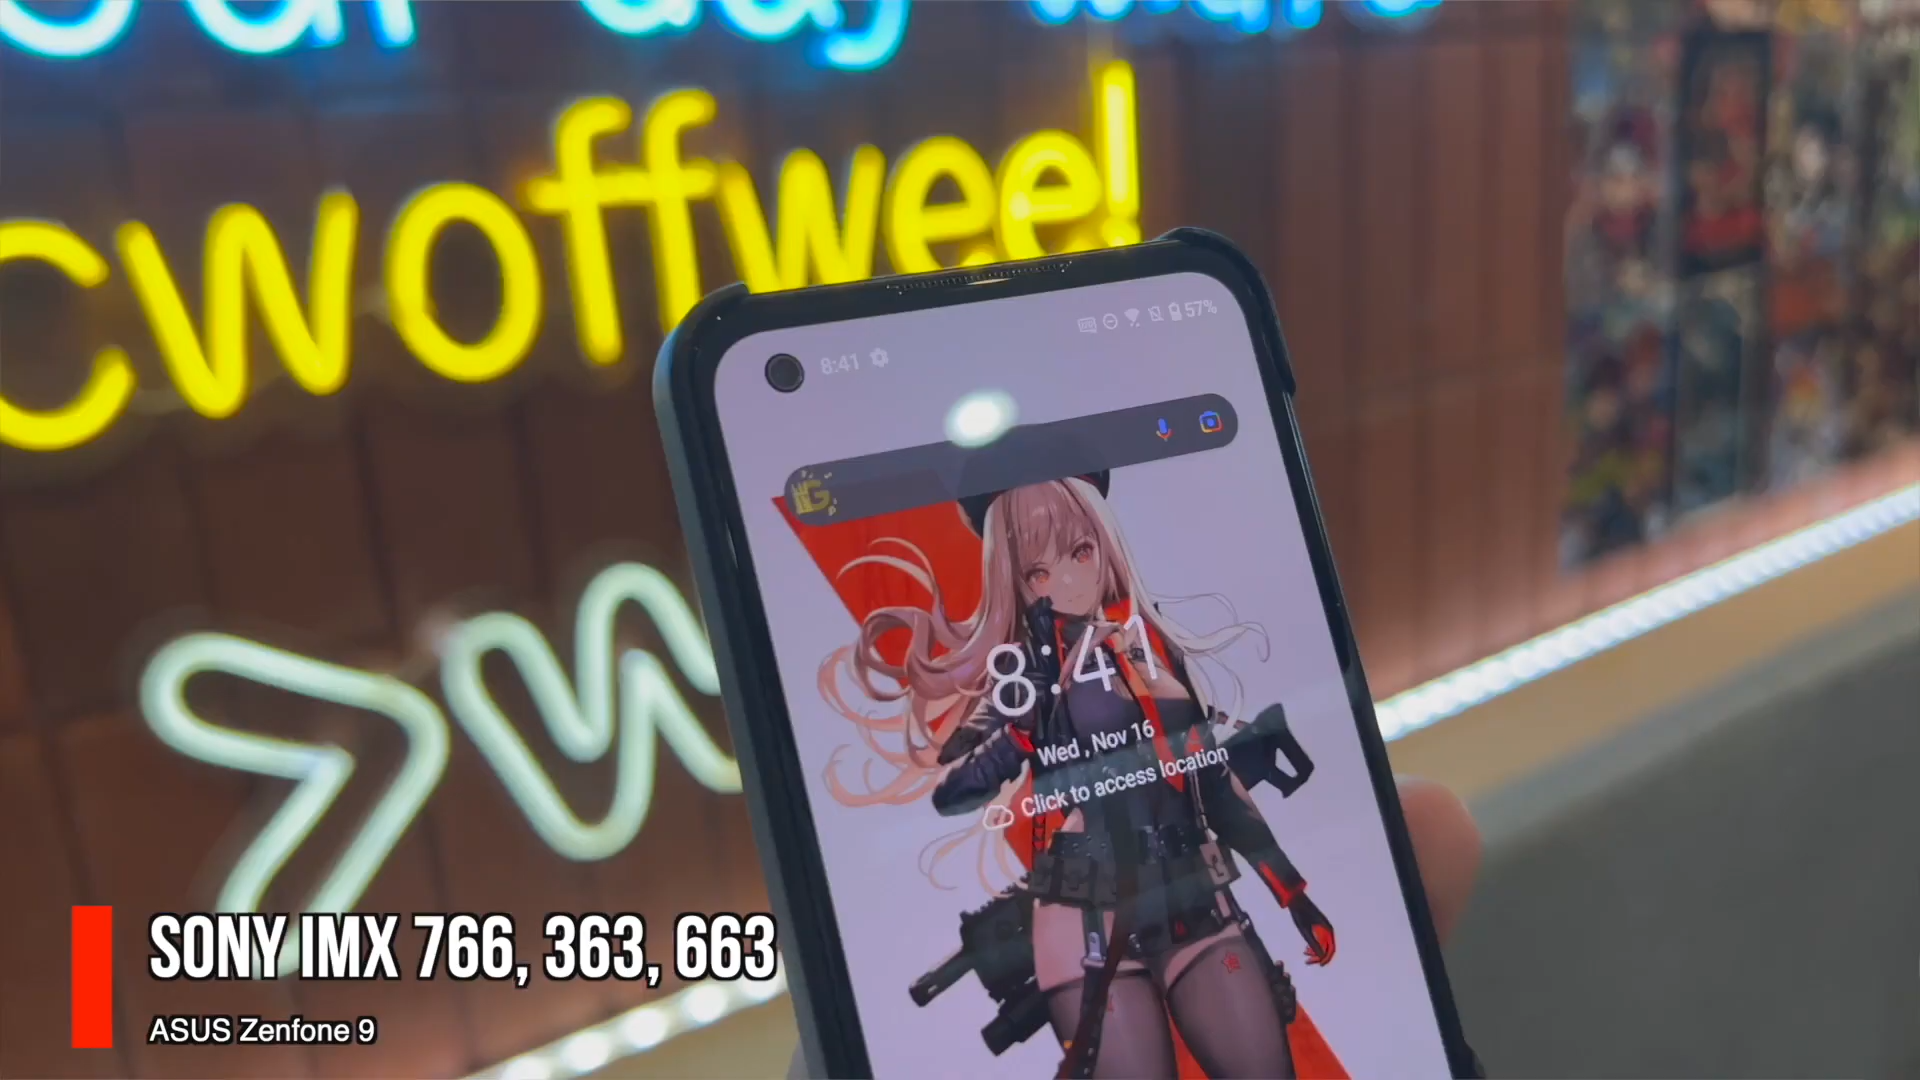 cwoffwee!
8:41
57%
G
8:41
Wed, Nov 16
Click to access location
SONY IMX 766, 363, 663
ASUS Zenfone 9